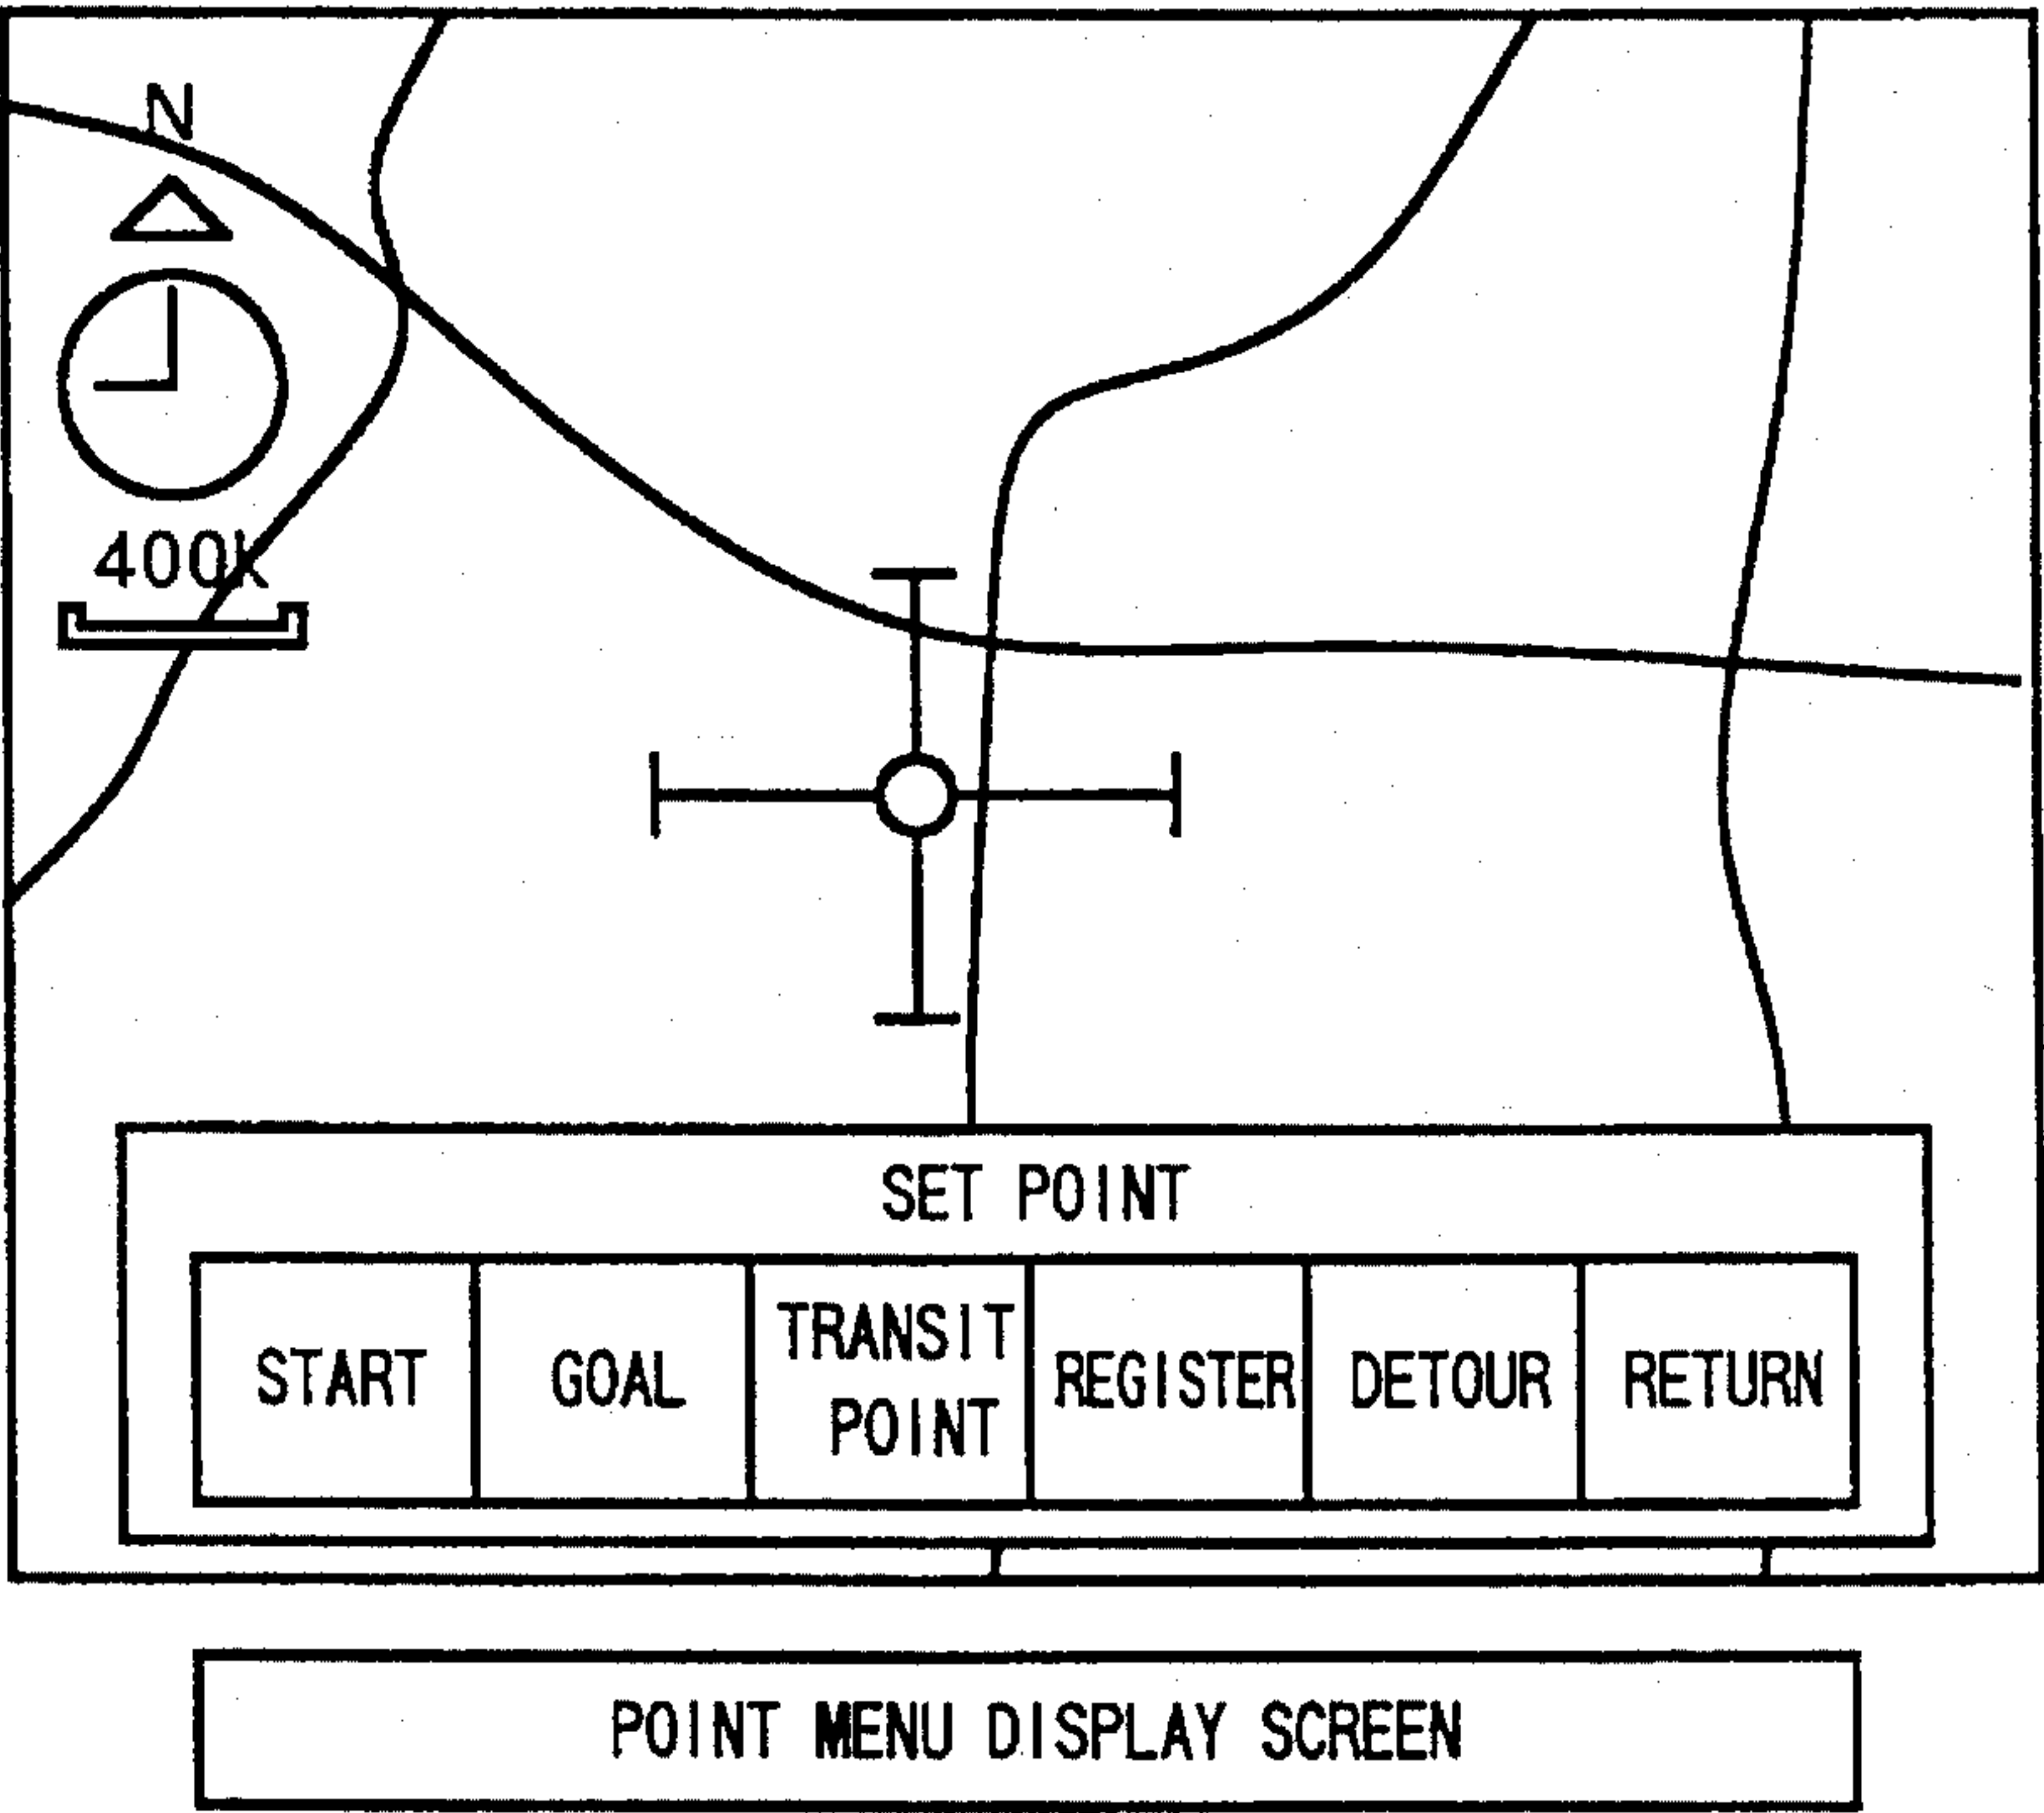 N
400K
SET POINT
START
GOAL
TRANSIT
POINT
REGISTER
DETOUR
RETURN
POINT MENU DISPLAY SCREEN